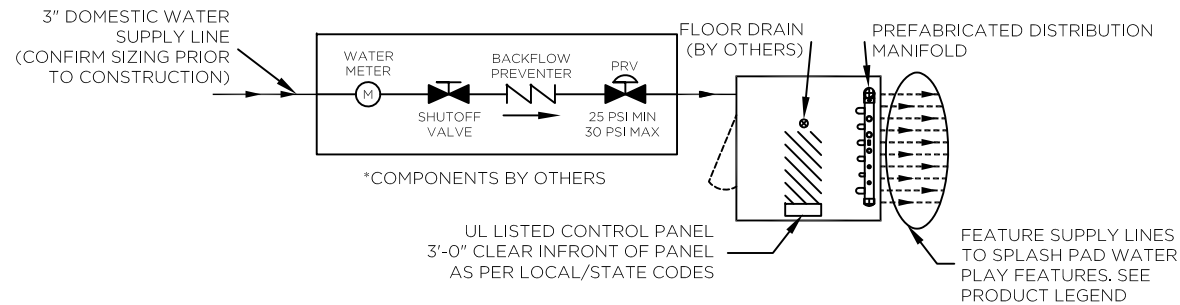 3" DOMESTIC WATER
SUPPLY LINE
(CONFIRM SIZING PRIOR
TO CONSTRUCTION)
WATER
METER
M
SHUTOFF
VALVE
BACKFLOW
PREVENTER
PRV
25 PSI MIN
30 PSI MAX
*COMPONENTS BY OTHERS
FLOOR DRAIN
(BY OTHERS)
PREFABRICATED DISTRIBUTION
MANIFOLD
UL LISTED CONTROL PANEL
3'-0" CLEAR INFRONT OF PANEL
AS PER LOCAL/STATE CODES
FEATURE SUPPLY LINES
TO SPLASH PAD WATER
PLAY FEATURES. SEE
PRODUCT LEGEND